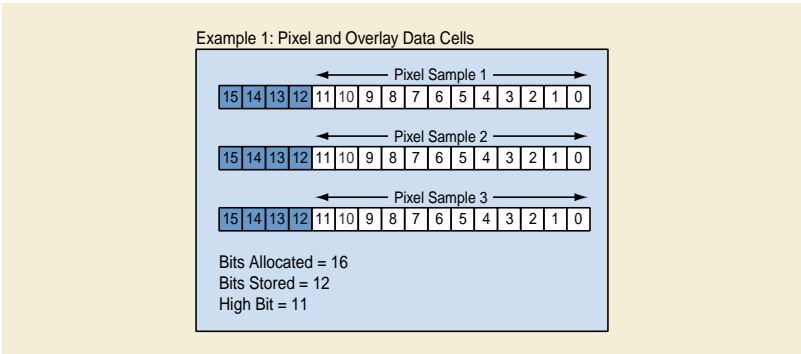 Example 1: Pixel and Overlay Data Cells
Pixel Sample 1
15 14 13 12 11 10 9 8 7 6 5 4 3 2 1 0
Pixel Sample 2
15 14 13 12 11 10 9 8 7 6 5 4 3 2 1 0
Pixel Sample 3
15 14 13 12 11 10 9 8 7 6 5 4 3 2 1 0
Bits Allocated = 16
Bits Stored = 12
High Bit = 11